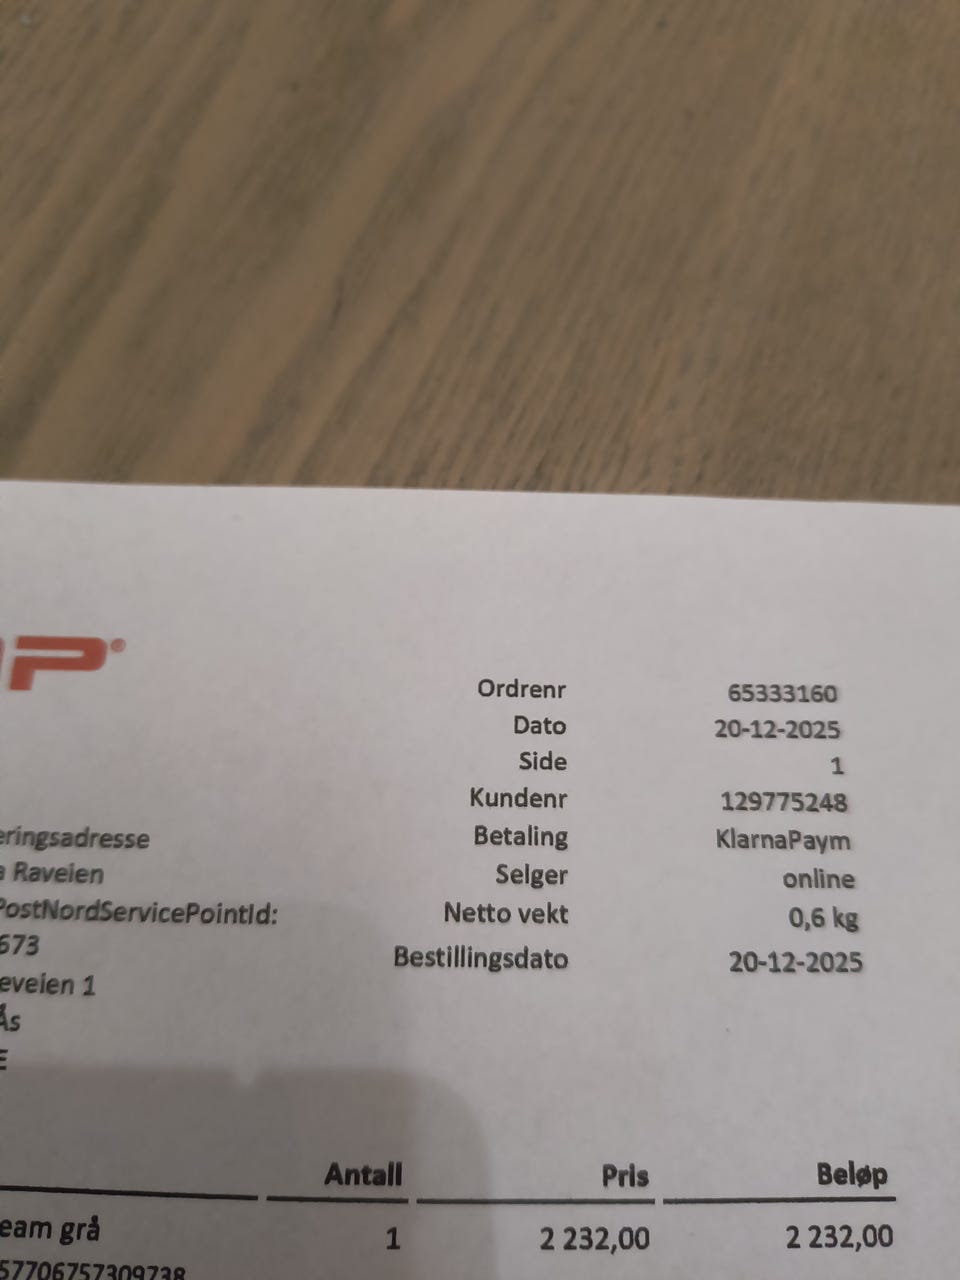 P®
Ordrenr 65333160
Dato 20-12-2025
Side 1
Kundenr 129775248
Betaling KlarnaPaym
Selger online
Netto vekt 0,6 kg
Bestillingsdato 20-12-2025
eringsadresse
a Raveien
PostNordServicePointId:
673
eveien 1
Ås
E
Antall Pris Beløp
eam grå 1 2 232,00 2 232,00
57706757309738